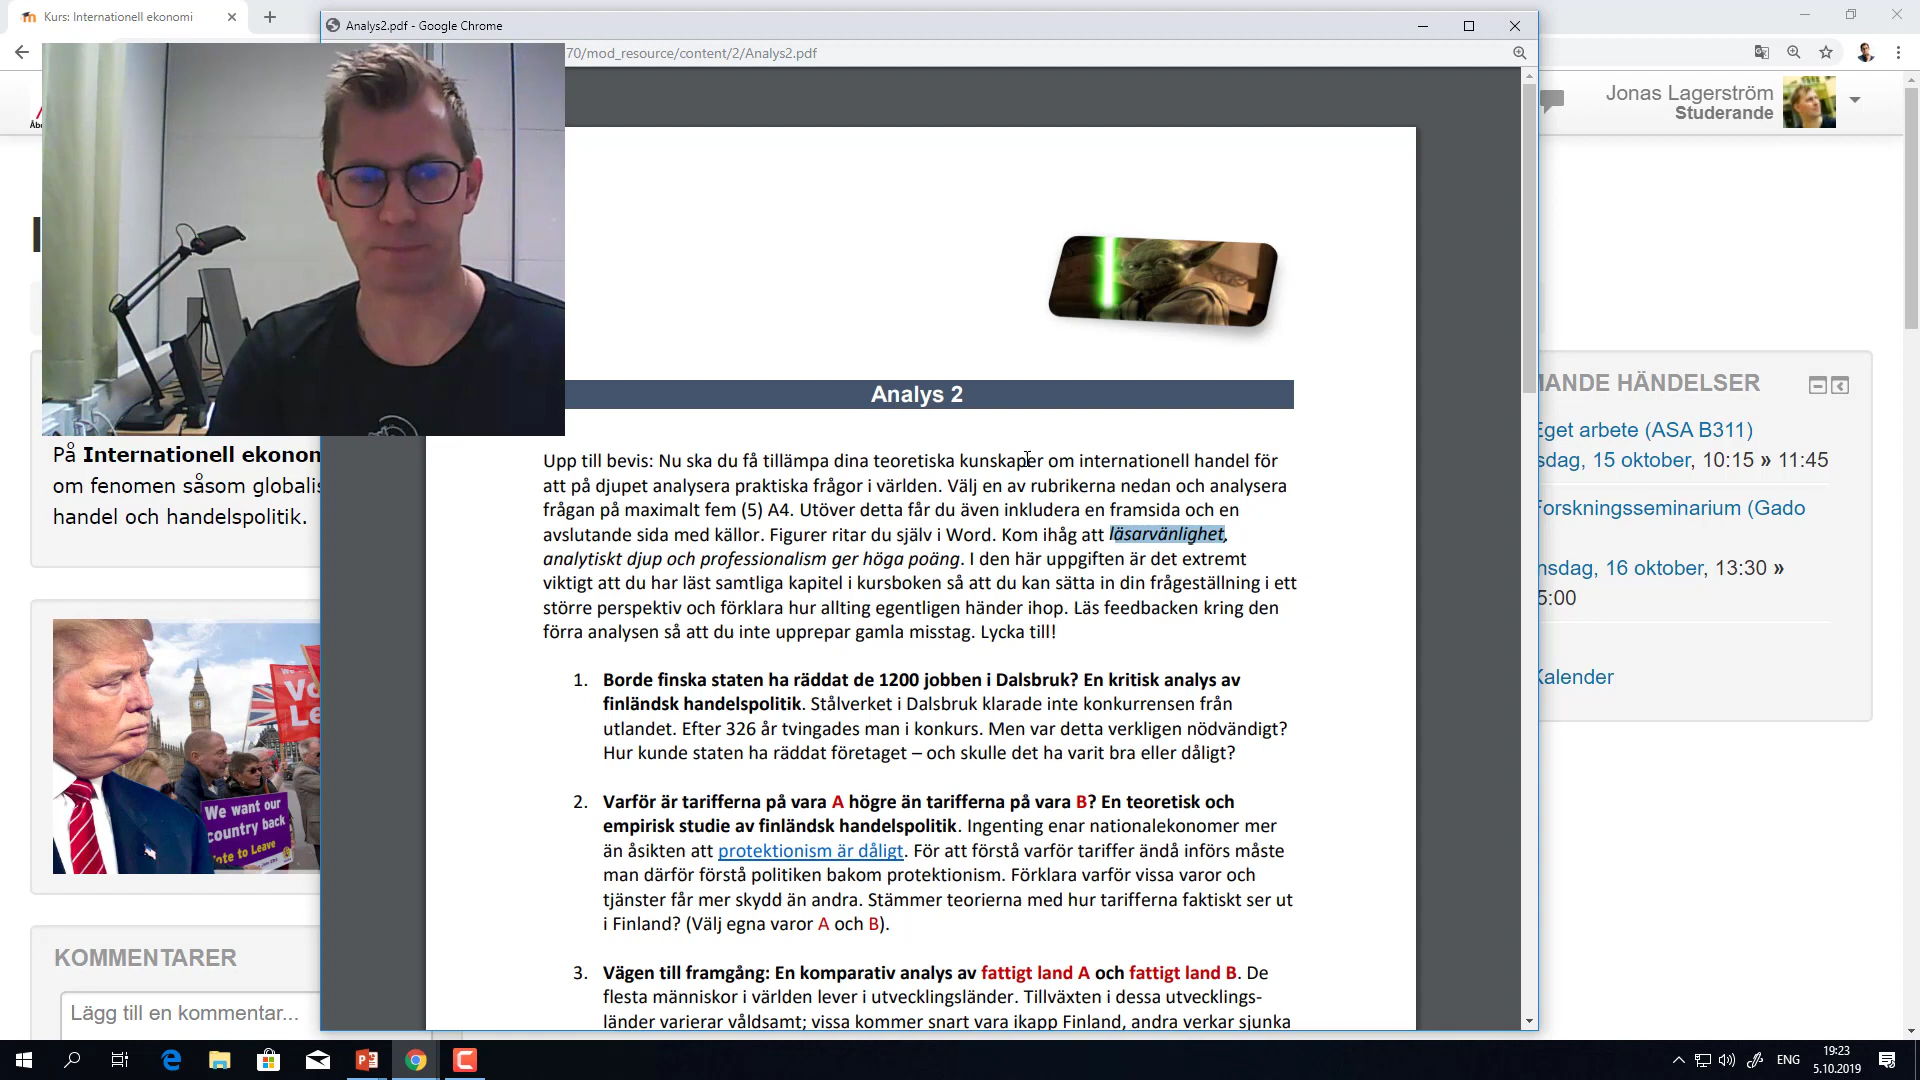 Kurs: Internationell ekonomi
Analys2.pdf - Google Chrome
70/mod_resource/content/2/Analys2.pdf
Jonas Lagerström
Studerande
Analys 2
Upp till bevis: Nu ska du få tillämpa dina teoretiska kunskaper om internationell handel för
att på djupet analysera praktiska frågor i världen. Välj en av rubrikerna nedan och analysera
frågan på maximalt fem (5) A4. Utöver detta får du även inkludera en framsida och en
avslutande sida med källor. Figurer ritar du själv i Word. Kom ihåg att läsarvänlighet,
analytiskt djup och professionalism ger höga poäng. I den här uppgiften är det extremt
viktigt att du har läst samtliga kapitel i kursboken så att du kan sätta in din frågeställning i ett
större perspektiv och förklara hur allting egentligen händer ihop. Läs feedbacken kring den
förra analysen så att du inte upprepar gamla misstag. Lycka till!
1. Borde finska staten ha räddat de 1200 jobben i Dalsbruk? En kritisk analys av
finländsk handelspolitik. Stålverket i Dalsbruk klarade inte konkurrensen från
utlandet. Efter 326 år tvingades man i konkurs. Men var detta verkligen nödvändigt?
Hur kunde staten ha räddat företaget – och skulle det ha varit bra eller dåligt?
2. Varför är tarifferna på vara A högre än tarifferna på vara B? En teoretisk och
empirisk studie av finländsk handelspolitik. Ingenting enar nationalekonomer mer
än åsikten att protektionism är dåligt. För att förstå varför tariffer ändå införs måste
man därför förstå politiken bakom protektionism. Förklara varför vissa varor och
tjänster får mer skydd än andra. Stämmer teorierna med hur tarifferna faktiskt ser ut
i Finland? (Välj egna varor A och B).
3. Vägen till framgång: En komparativ analys av fattigt land A och fattigt land B. De
flesta människor i världen lever i utvecklingsländer. Tillväxten i dessa utvecklings-
länder varierar våldsamt; vissa kommer snart vara ikapp Finland, andra verkar sjunka
På Internationell ekonom
om fenomen såsom globalis
handel och handelspolitik.
We want our
country back
Vote to Leave
KOMMENTARER
Lägg till en kommentar...
MANDE HÄNDELSER
Eget arbete (ASA B311)
sdag, 15 oktober, 10:15 » 11:45
Forskningsseminarium (Gado
nsdag, 16 oktober, 13:30 »
5:00
Kalender
ENG
19:23
5.10.2019